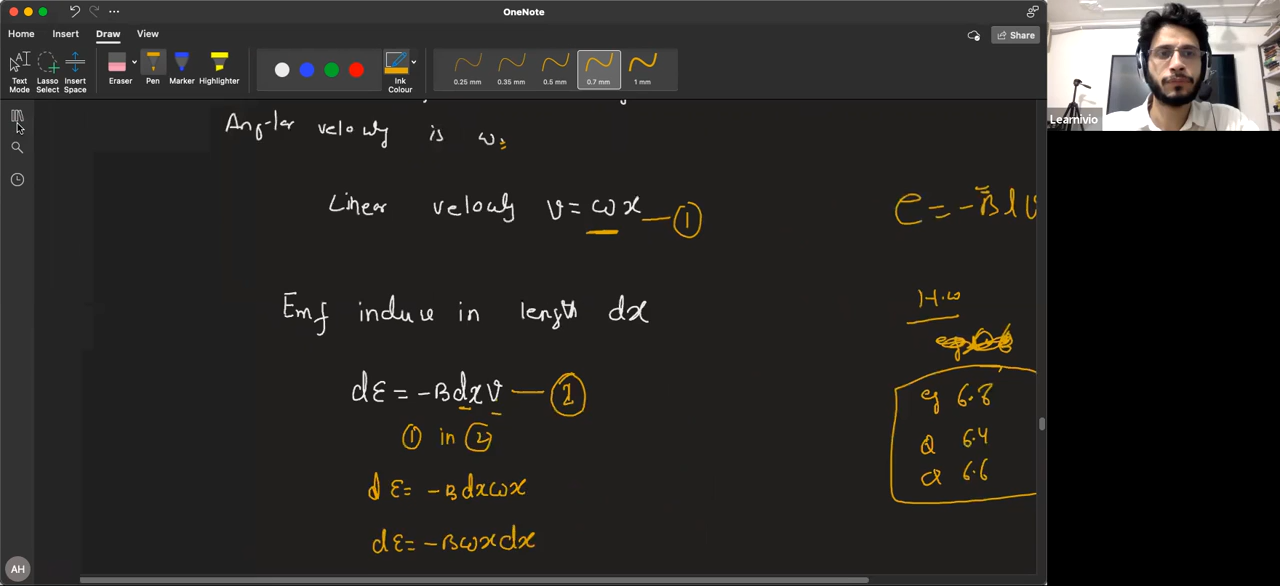 OneNote
Home Insert Draw View
Share
Text Mode
Lasso Select
Insert Space
Eraser
Pen
Marker
Highlighter
Ink Colour
0.25 mm
0.35 mm
0.5 mm
0.7 mm
1 mm
Learnivio
Angular velocity is ω.
Linear velocity v = ωx — ①
e = -Blv
Emf induce in length dx
H.W
dε = -Bdxv — ②
① in ②
eg 6.8
Q 6.4
Q 6.6
dε = -Bdxωx
dε = -Bωxdx
AH